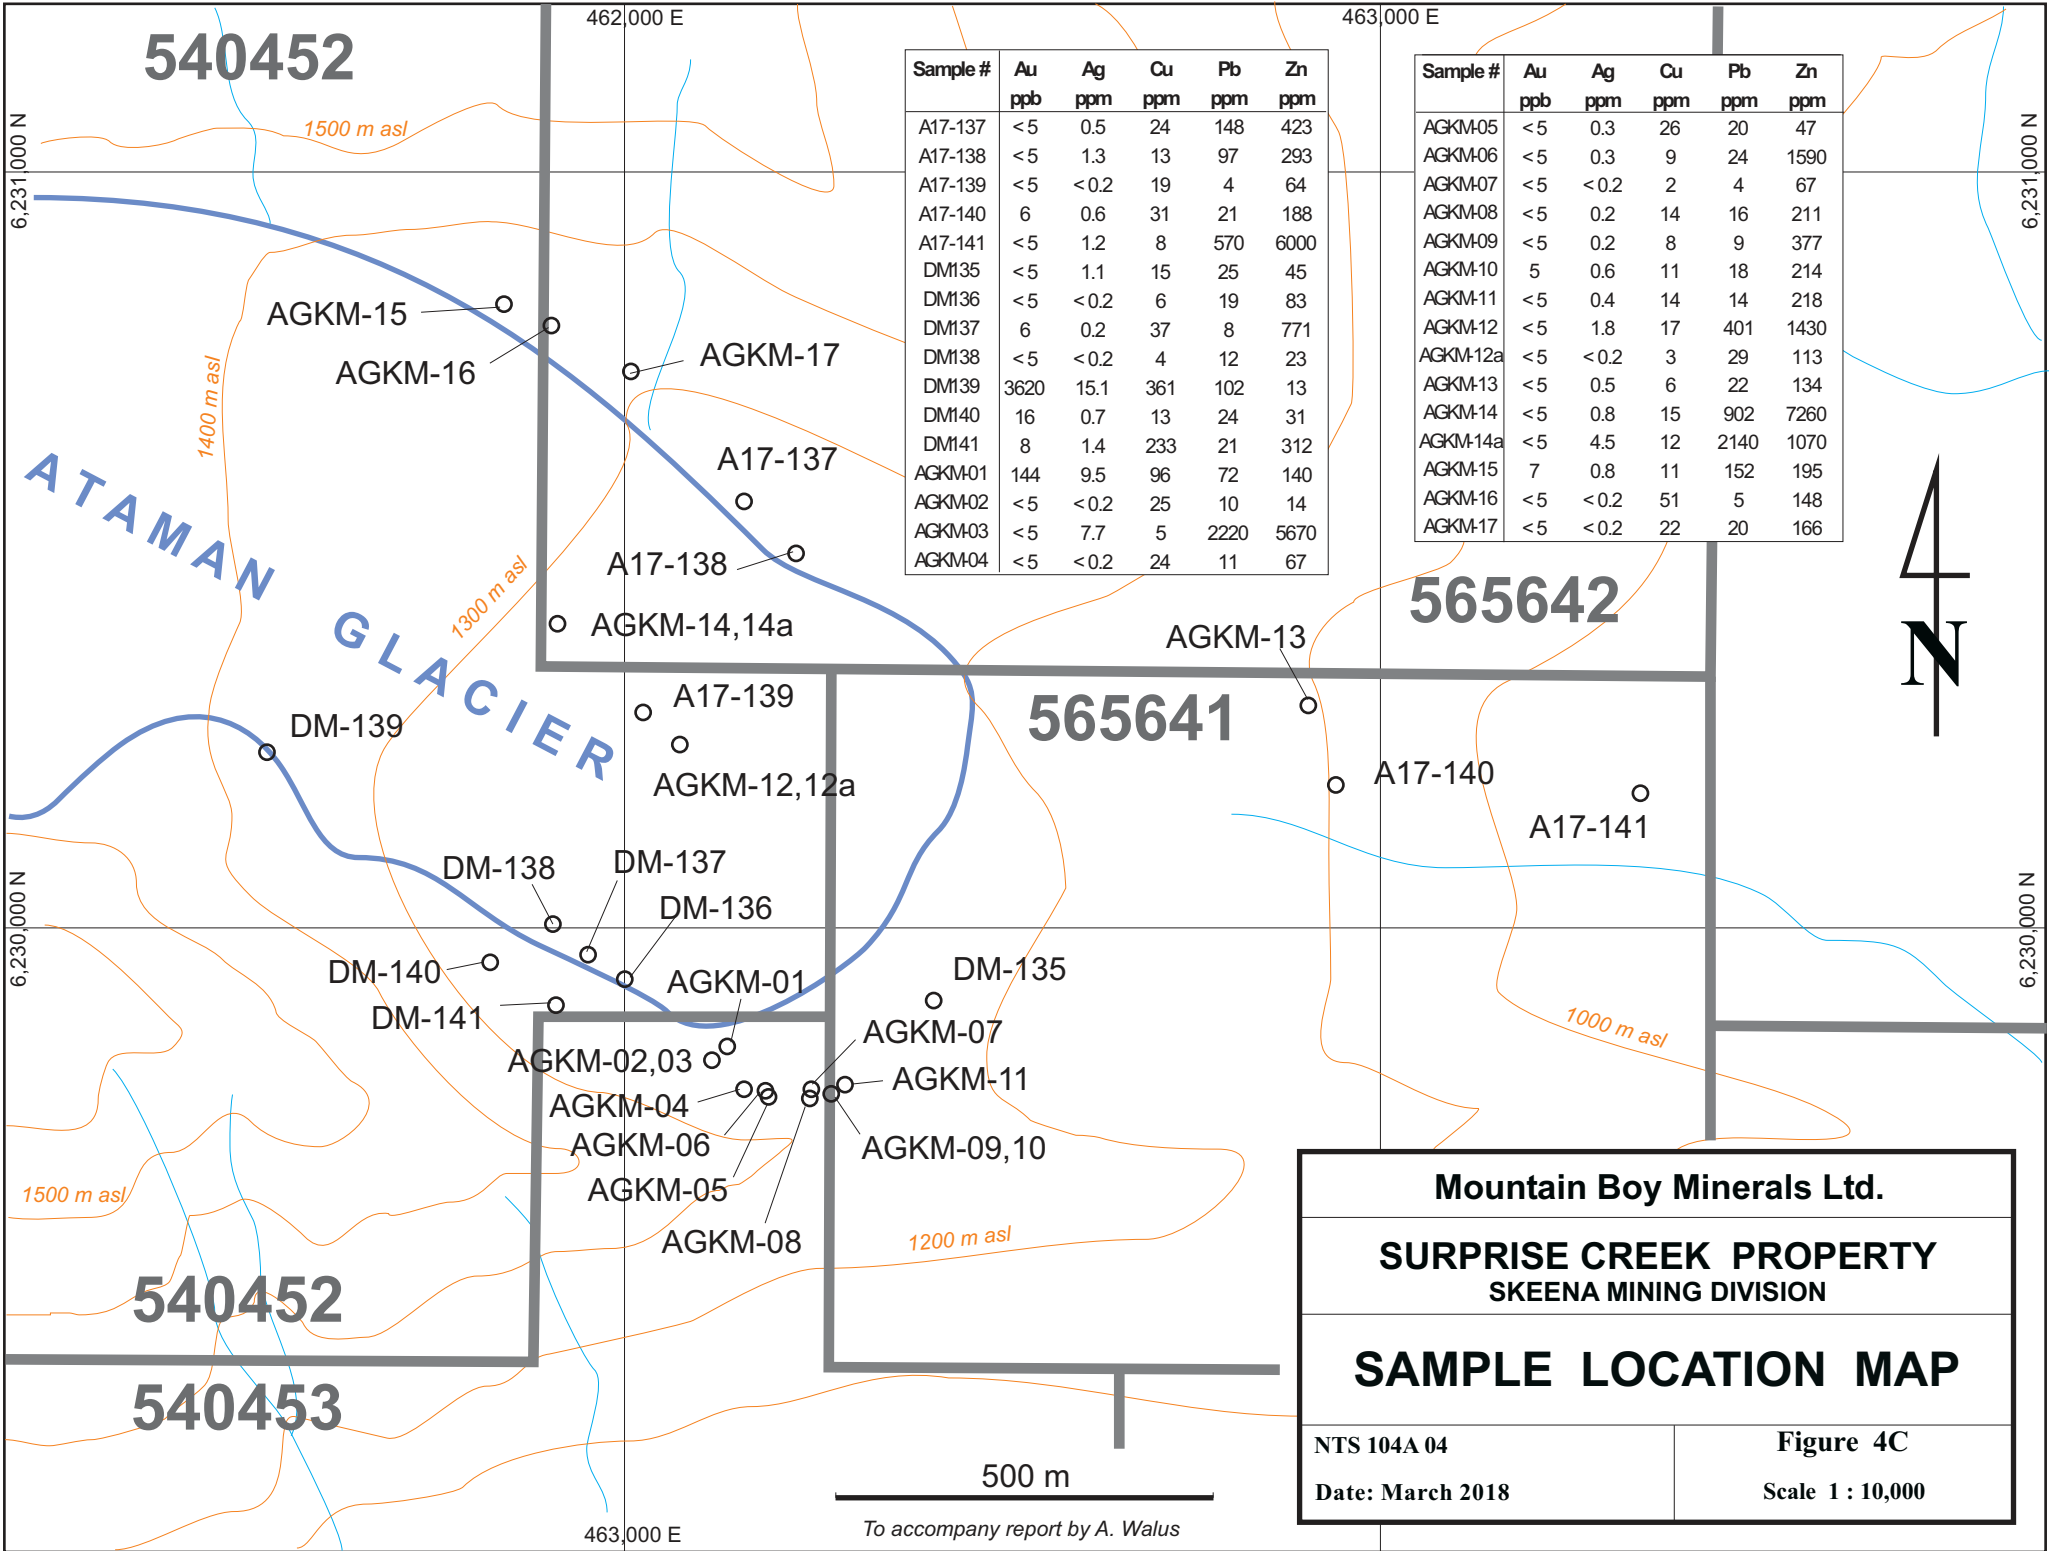 462,000 E
463,000 E
540452
1500 m asl
6,231,000 N
6,231,000 N
Sample # Au Ag Cu Pb Zn
ppb ppm ppm ppm ppm
A17-137 <5 0.5 24 148 423
A17-138 <5 1.3 13 97 293
A17-139 <5 <0.2 19 4 64
A17-140 6 0.6 31 21 188
A17-141 <5 1.2 8 570 6000
DM135 <5 1.1 15 25 45
DM136 <5 <0.2 6 19 83
DM137 6 0.2 37 8 771
DM138 <5 <0.2 4 12 23
DM139 3620 15.1 361 102 13
DM140 16 0.7 13 24 31
DM141 8 1.4 233 21 312
AGKM-01 144 9.5 96 72 140
AGKM-02 <5 <0.2 25 10 14
AGKM-03 <5 7.7 5 2220 5670
AGKM-04 <5 <0.2 24 11 67
Sample # Au Ag Cu Pb Zn
ppb ppm ppm ppm ppm
AGKM-05 <5 0.3 26 20 47
AGKM-06 <5 0.3 9 24 1590
AGKM-07 <5 <0.2 2 4 67
AGKM-08 <5 0.2 14 16 211
AGKM-09 <5 0.2 8 9 377
AGKM-10 5 0.6 11 18 214
AGKM-11 <5 0.4 14 14 218
AGKM-12 <5 1.8 17 401 1430
AGKM-12a <5 <0.2 3 29 113
AGKM-13 <5 0.5 6 22 134
AGKM-14 <5 0.8 15 902 7260
AGKM-14a <5 4.5 12 2140 1070
AGKM-15 7 0.8 11 152 195
AGKM-16 <5 <0.2 51 5 148
AGKM-17 <5 <0.2 22 20 166
AGKM-15
AGKM-16
AGKM-17
1400 m asl
A17-137
A17-138
ATAMAN GLACIER
1300 m asl
AGKM-14,14a
565642
AGKM-13
N
A17-139
565641
DM-139
AGKM-12,12a
A17-140
A17-141
DM-138
DM-137
DM-136
6,230,000 N
6,230,000 N
DM-140
AGKM-01
DM-135
DM-141
AGKM-07
1000 m asl
AGKM-02,03
AGKM-11
AGKM-04
AGKM-06
AGKM-09,10
AGKM-05
1500 m asl
AGKM-08
1200 m asl
540452
540453
Mountain Boy Minerals Ltd.
SURPRISE CREEK PROPERTY
SKEENA MINING DIVISION
SAMPLE LOCATION MAP
NTS 104A 04
Date: March 2018
Figure 4C
Scale 1 : 10,000
500 m
To accompany report by A. Walus
463,000 E